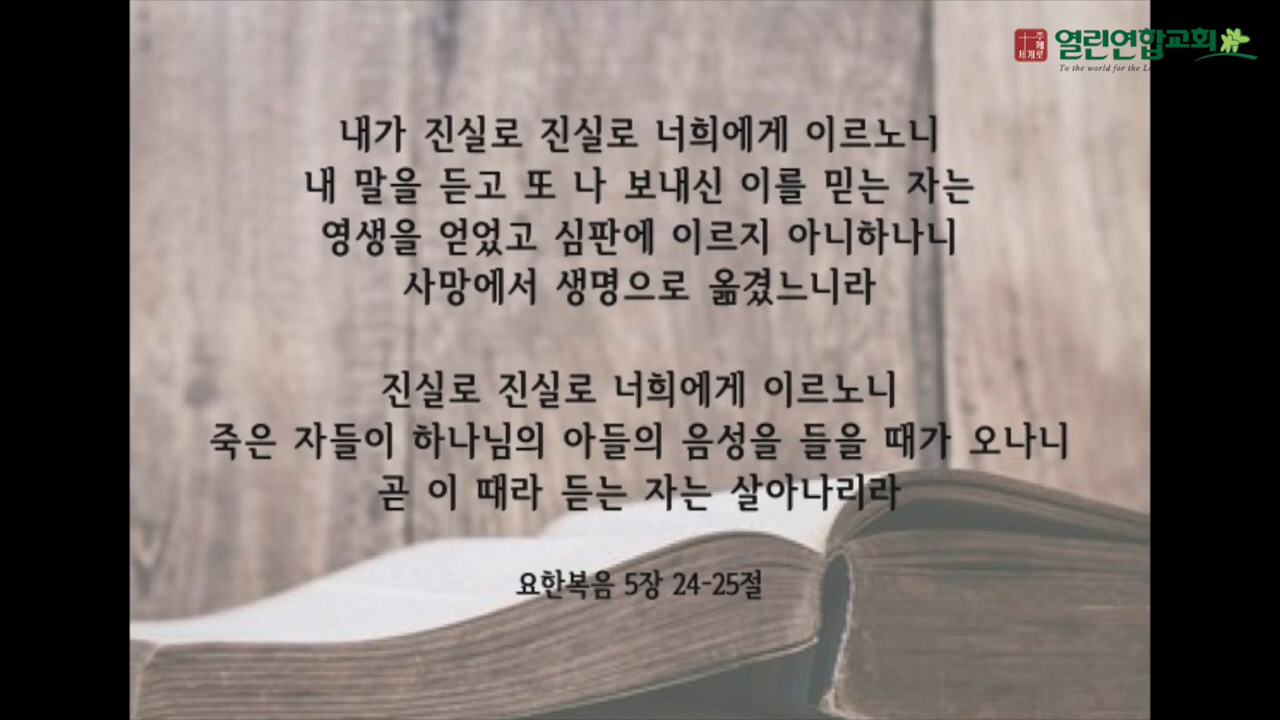 주께
세계로
열린연합교회
To the world for the L
내가 진실로 진실로 너희에게 이르노니
내 말을 듣고 또 나 보내신 이를 믿는 자는
영생을 얻었고 심판에 이르지 아니하나니
사망에서 생명으로 옮겼느니라
진실로 진실로 너희에게 이르노니
죽은 자들이 하나님의 아들의 음성을 들을 때가 오나니
곧 이 때라 듣는 자는 살아나리라
요한복음 5장 24-25절